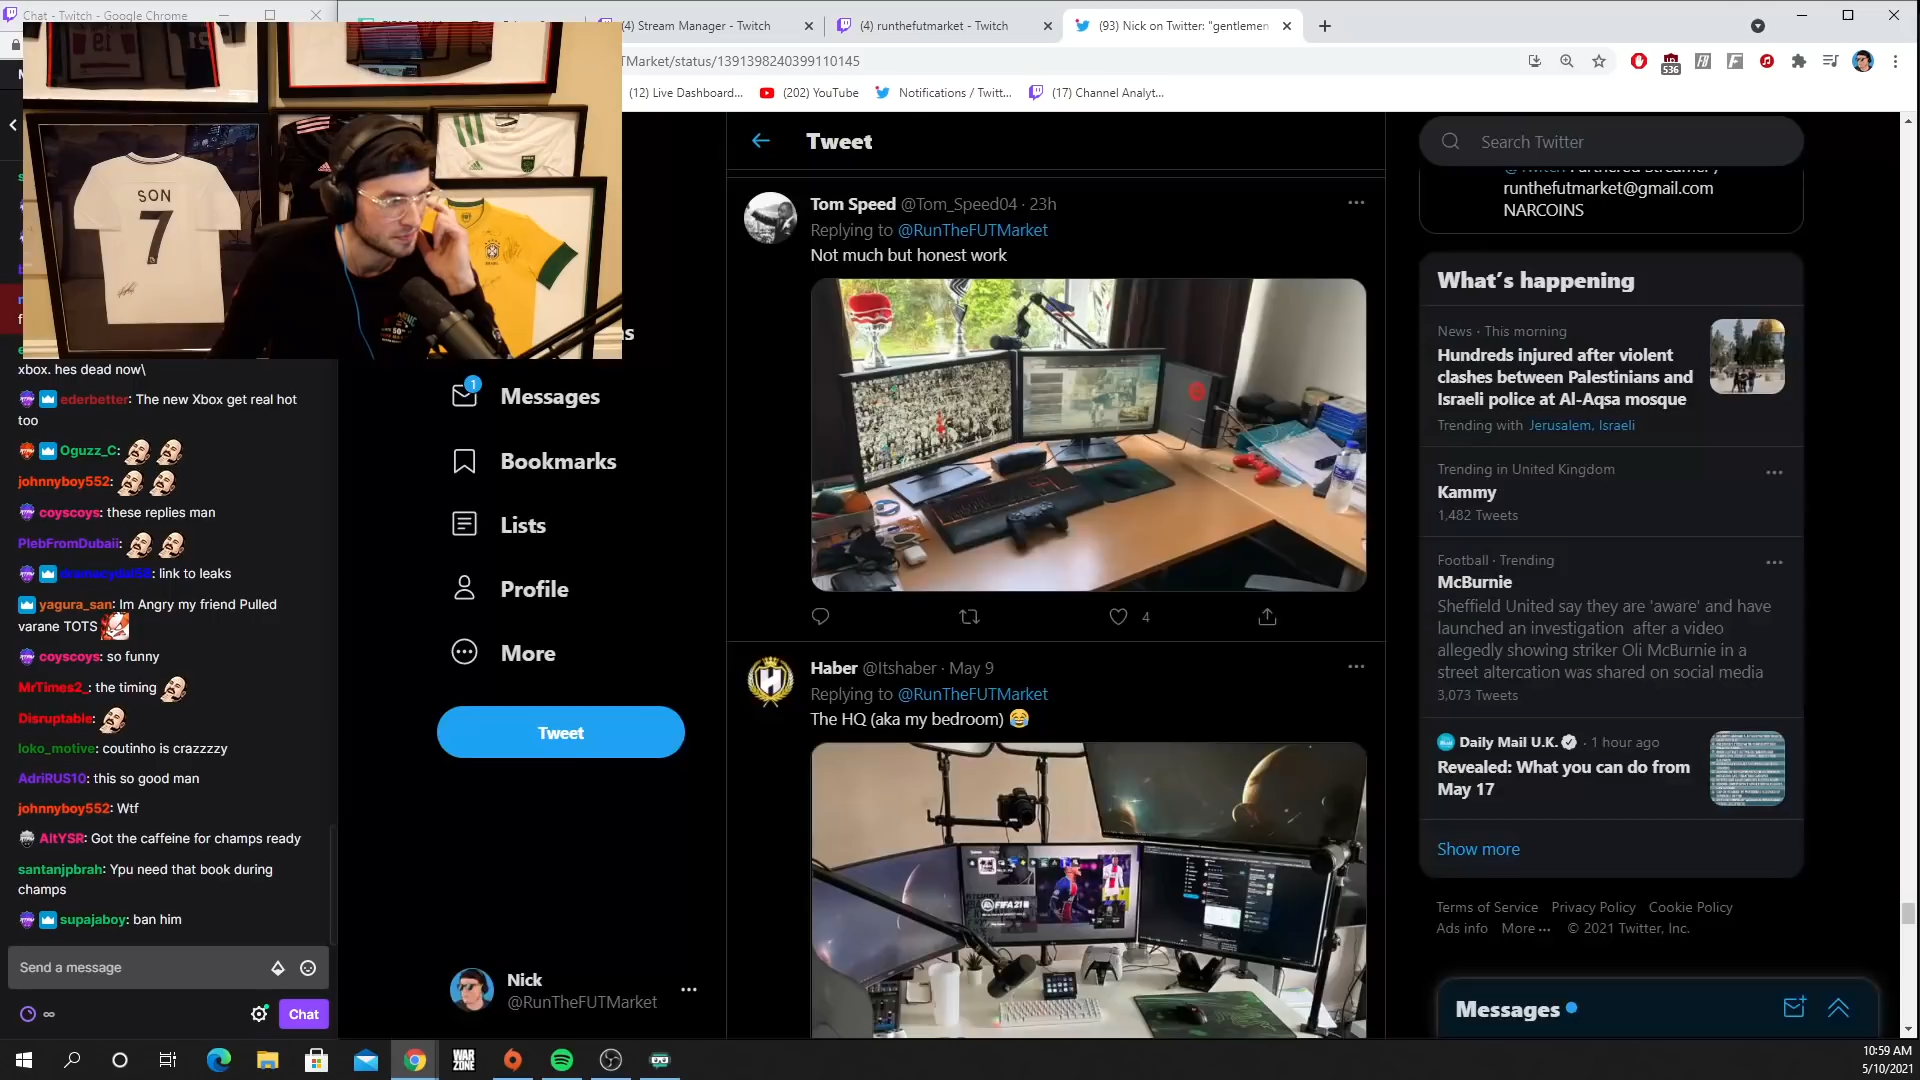 Chat - Twitch - Google Chrome
(4) Stream Manager - Twitch
(4) runthefutmarket - Twitch
(93) Nick on Twitter: "gentlemen
Market/status/1391398240399110145
536
(12) Live Dashboard...
(202) YouTube
Notifications / Twitt...
(17) Channel Analyt...
SON
7
xbox. hes dead now\
ederbetter: The new Xbox get real hot
too
Oguzz_C:
johnnyboy552:
coyscoys: these replies man
PlebFromDubaii:
link to leaks
yagura_san: Im Angry my friend Pulled
varane TOTS
coyscoys: so funny
MrTimes2_: the timing
Disruptable:
loko_motive: coutinho is crazzzzy
AdriRUS10: this so good man
johnnyboy552: Wtf
AltYSR: Got the caffeine for champs ready
santanjpbrah: Ypu need that book during
champs
supajaboy: ban him
Send a message
Chat
1
Messages
Bookmarks
Lists
Profile
More
Tweet
Nick
@RunTheFUTMarket
Tweet
Tom Speed @Tom_Speed04 · 23h
Replying to @RunTheFUTMarket
Not much but honest work
4
Haber @Itshaber · May 9
Replying to @RunTheFUTMarket
The HQ (aka my bedroom) 😂
FIFA 21
Search Twitter
runthefutmarket@gmail.com
NARCOINS
What's happening
News · This morning
Hundreds injured after violent
clashes between Palestinians and
Israeli police at Al-Aqsa mosque
Trending with Jerusalem, Israeli
Trending in United Kingdom
Kammy
1,482 Tweets
Football · Trending
McBurnie
Sheffield United say they are 'aware' and have
launched an investigation after a video
allegedly showing striker Oli McBurnie in a
street altercation was shared on social media
3,073 Tweets
Daily Mail U.K. · 1 hour ago
Revealed: What you can do from
May 17
Show more
Terms of Service Privacy Policy Cookie Policy
Ads info More ··· © 2021 Twitter, Inc.
Messages
WAR
ZONE
10:59 AM
5/10/2021